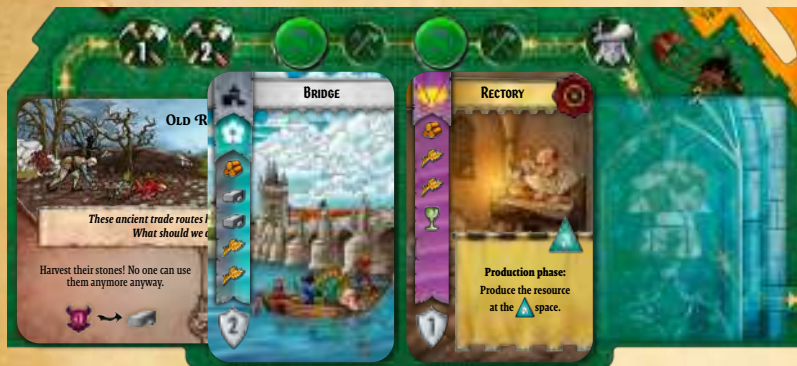 1
2
OLD R
These ancient trade routes
What should we
Harvest their stones! No one can use
them anymore anyway.
BRIDGE
2
RECTORY
Production phase:
Produce the resource
at the space.
1